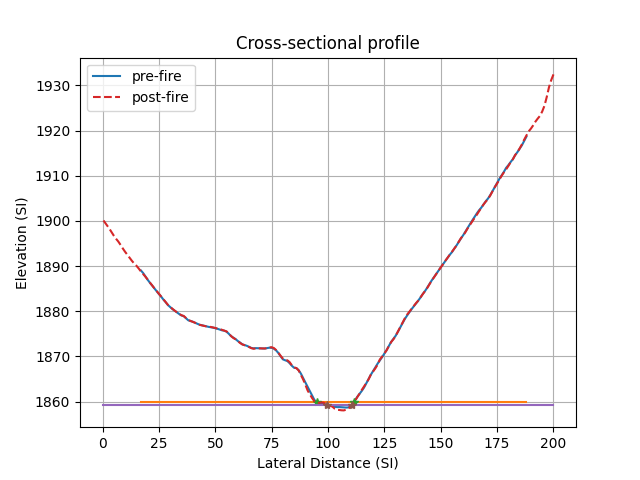 Cross-sectional profile
pre-fire
post-fire
1930
1920
1910
1900
1890
1880
1870
1860
Elevation (SI)
0 25 50 75 100 125 150 175 200
Lateral Distance (SI)